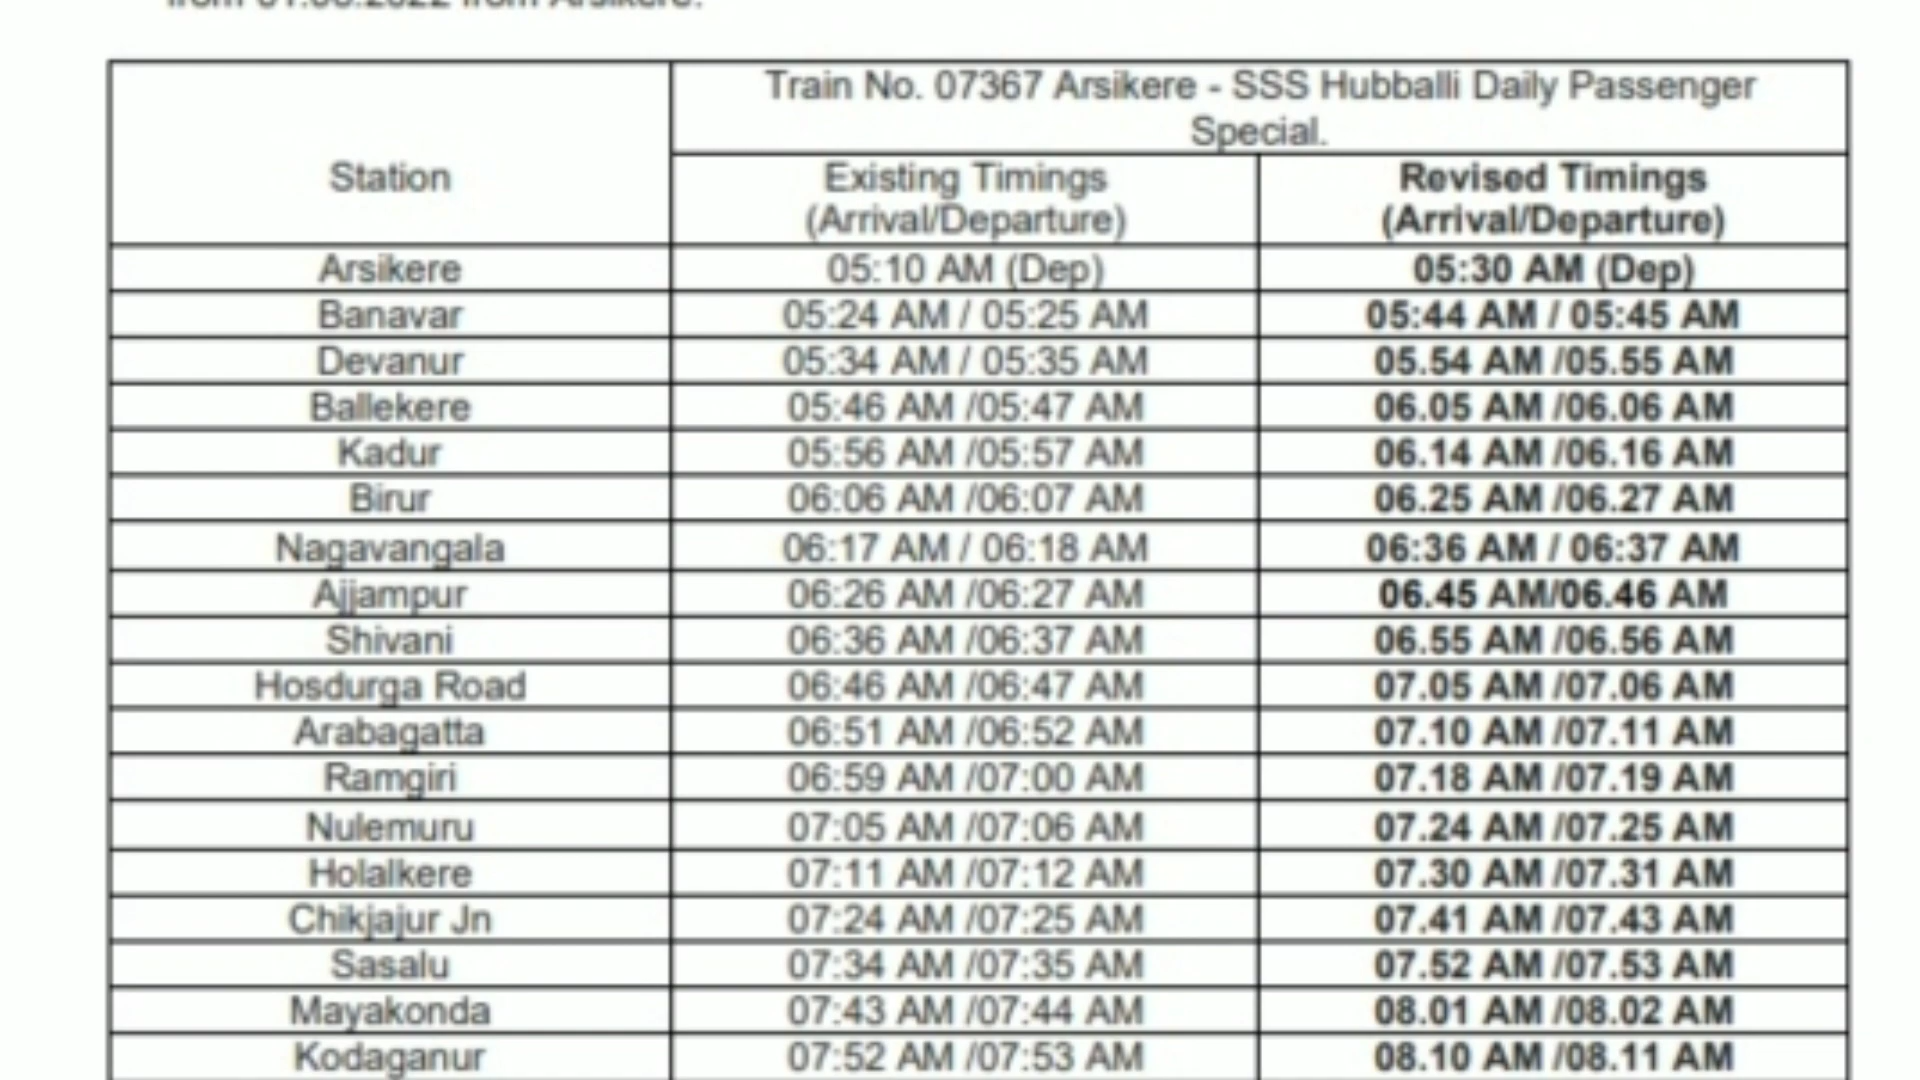 from 01.08.2022 from Arsikere.
Train No. 07367 Arsikere - SSS Hubballi Daily Passenger
Special.
Station
Existing Timings
(Arrival/Departure)
Revised Timings
(Arrival/Departure)
Arsikere 05:10 AM (Dep) 05:30 AM (Dep)
Banavar 05:24 AM / 05:25 AM 05:44 AM / 05:45 AM
Devanur 05:34 AM / 05:35 AM 05.54 AM /05.55 AM
Ballekere 05:46 AM /05:47 AM 06.05 AM /06.06 AM
Kadur 05:56 AM /05:57 AM 06.14 AM /06.16 AM
Birur 06:06 AM /06:07 AM 06.25 AM /06.27 AM
Nagavangala 06:17 AM / 06:18 AM 06:36 AM / 06:37 AM
Ajjampur 06:26 AM /06:27 AM 06.45 AM/06.46 AM
Shivani 06:36 AM /06:37 AM 06.55 AM /06.56 AM
Hosdurga Road 06:46 AM /06:47 AM 07.05 AM /07.06 AM
Arabagatta 06:51 AM /06:52 AM 07.10 AM /07.11 AM
Ramgiri 06:59 AM /07:00 AM 07.18 AM /07.19 AM
Nulemuru 07:05 AM /07:06 AM 07.24 AM /07.25 AM
Holalkere 07:11 AM /07:12 AM 07.30 AM /07.31 AM
Chikjajur Jn 07:24 AM /07:25 AM 07.41 AM /07.43 AM
Sasalu 07:34 AM /07:35 AM 07.52 AM /07.53 AM
Mayakonda 07:43 AM /07:44 AM 08.01 AM /08.02 AM
Kodaganur 07:52 AM /07:53 AM 08.10 AM /08.11 AM